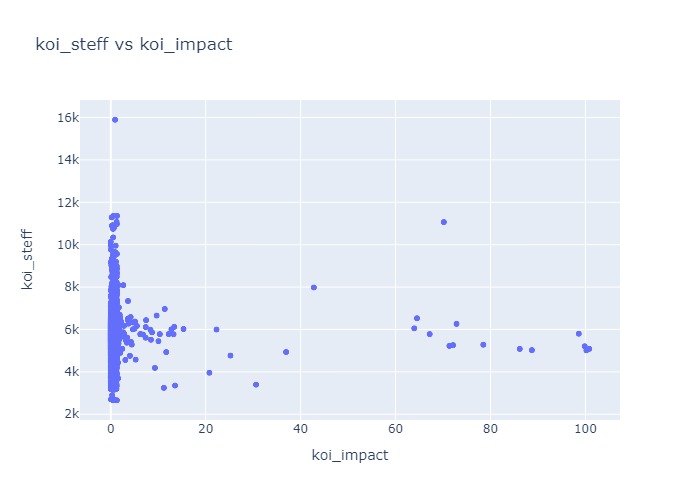 koi_steff vs koi_impact
16k
14k
12k
10k
8k
6k
4k
2k
koi_steff
0
20
40
60
80
100
koi_impact